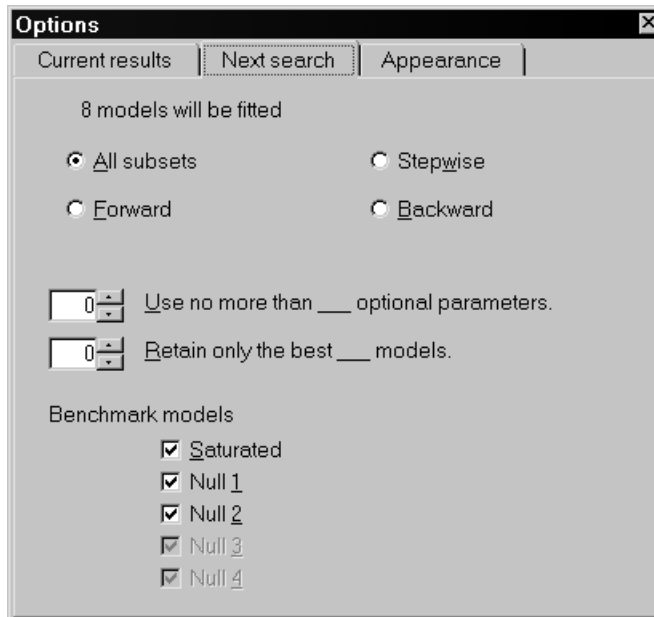 Options
Current results Next search Appearance
8 models will be fitted
All subsets Stepwise
Forward Backward
0 Use no more than ___ optional parameters.
0 Retain only the best ___ models.
Benchmark models
Saturated
Null 1
Null 2
Null 3
Null 4